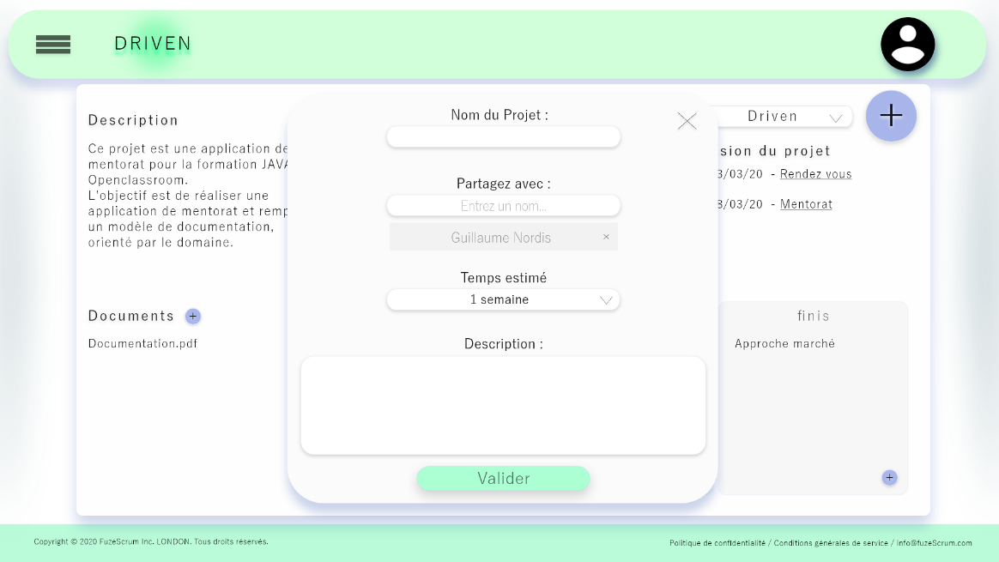 DRIVEN
Description
Ce projet est une application de
mentorat pour la formation JAVA
Openclassroom.
L'objectif est de réaliser une
application de mentorat et
un modèle de documentation,
orienté par le domaine.
Documents +
Documentation.pdf
Nom du Projet :
Partagez avec :
Entrez un nom...
Guillaume Nordis ×
Temps estimé
1 semaine
Description :
Valider
Driven
+
du projet
/03/20 - Rendez vous
/03/20 - Mentorat
finis
Approche marché
+
Copyright © 2020 FuzeScrum Inc. LONDON. Tous droits réservés.
Politique de confidentialité / Conditions générales de service / info@fuzeScrum.com